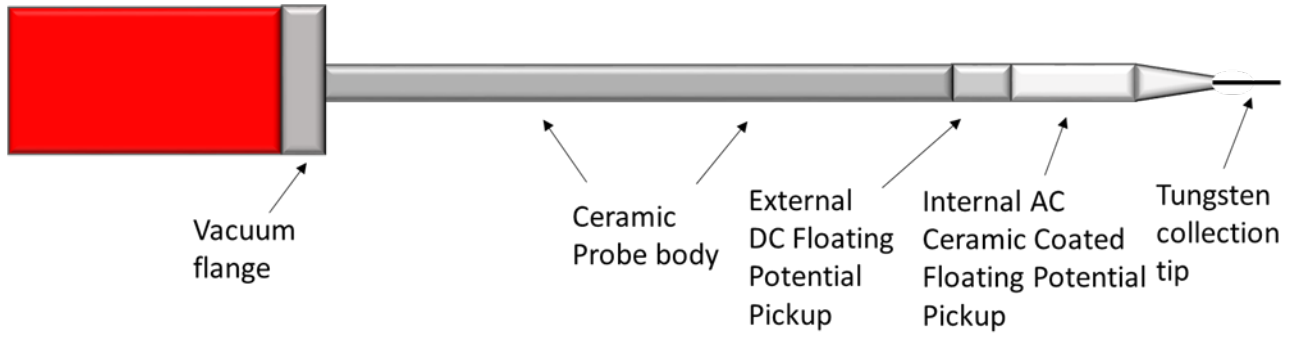 Vacuum
flange
Ceramic
Probe body
External
DC Floating
Potential
Pickup
Internal AC
Ceramic Coated
Floating Potential
Pickup
Tungsten
collection
tip